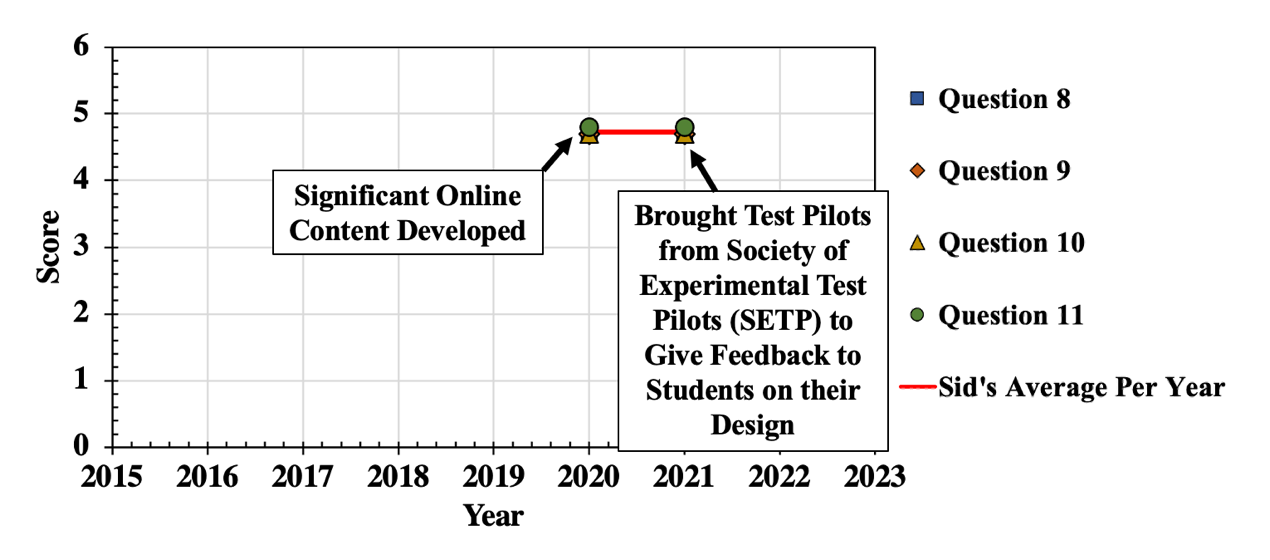 6
5
4
3
2
1
0
Score
2015 2016 2017 2018 2019 2020 2021 2022 2023
Year
Significant Online
Content Developed
Brought Test Pilots
from Society of
Experimental Test
Pilots (SETP) to
Give Feedback to
Students on their
Design
Question 8
Question 9
Question 10
Question 11
Sid's Average Per Year